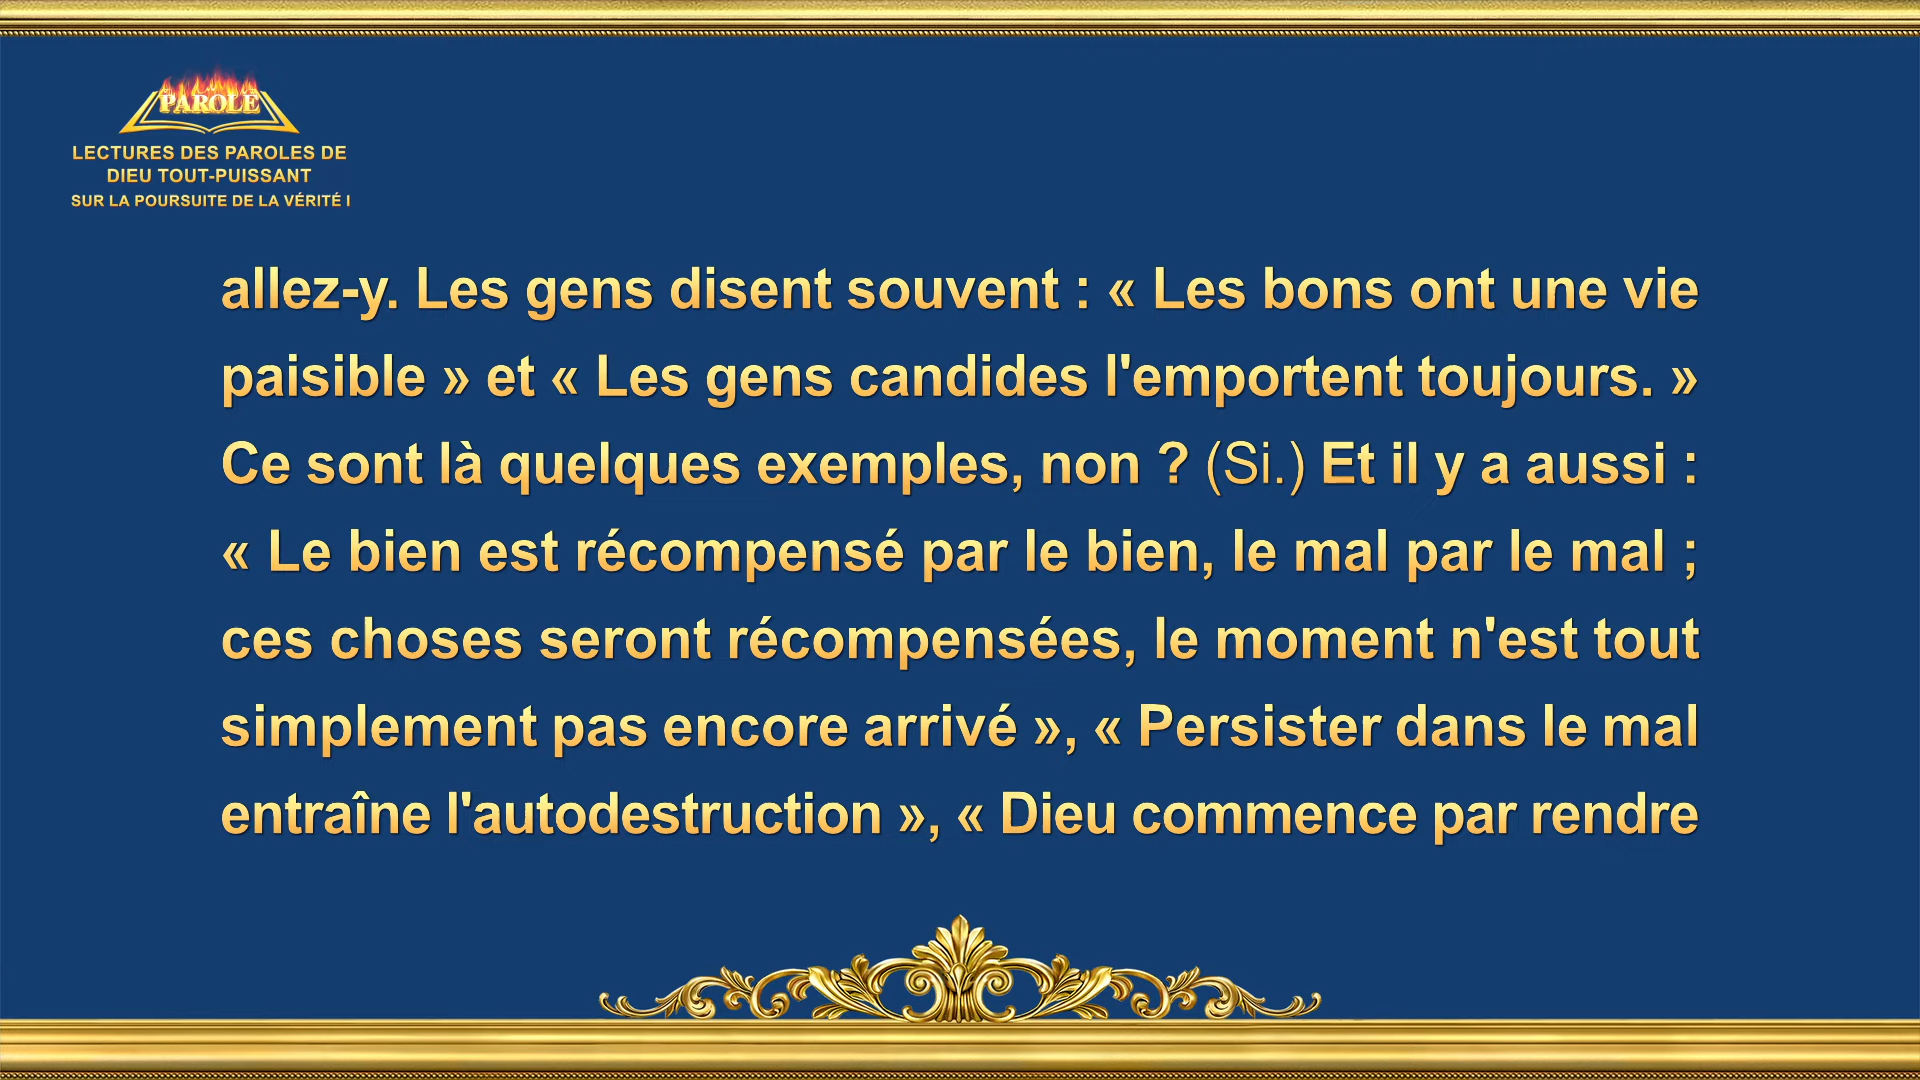 PAROLE
LECTURES DES PAROLES DE
DIEU TOUT-PUISSANT
SUR LA POURSUITE DE LA VÉRITÉ I
allez-y. Les gens disent souvent : « Les bons ont une vie
paisible » et « Les gens candides l'emportent toujours. »
Ce sont là quelques exemples, non ? (Si.) Et il y a aussi :
« Le bien est récompensé par le bien, le mal par le mal ;
ces choses seront récompensées, le moment n'est tout
simplement pas encore arrivé », « Persister dans le mal
entraîne l'autodestruction », « Dieu commence par rendre